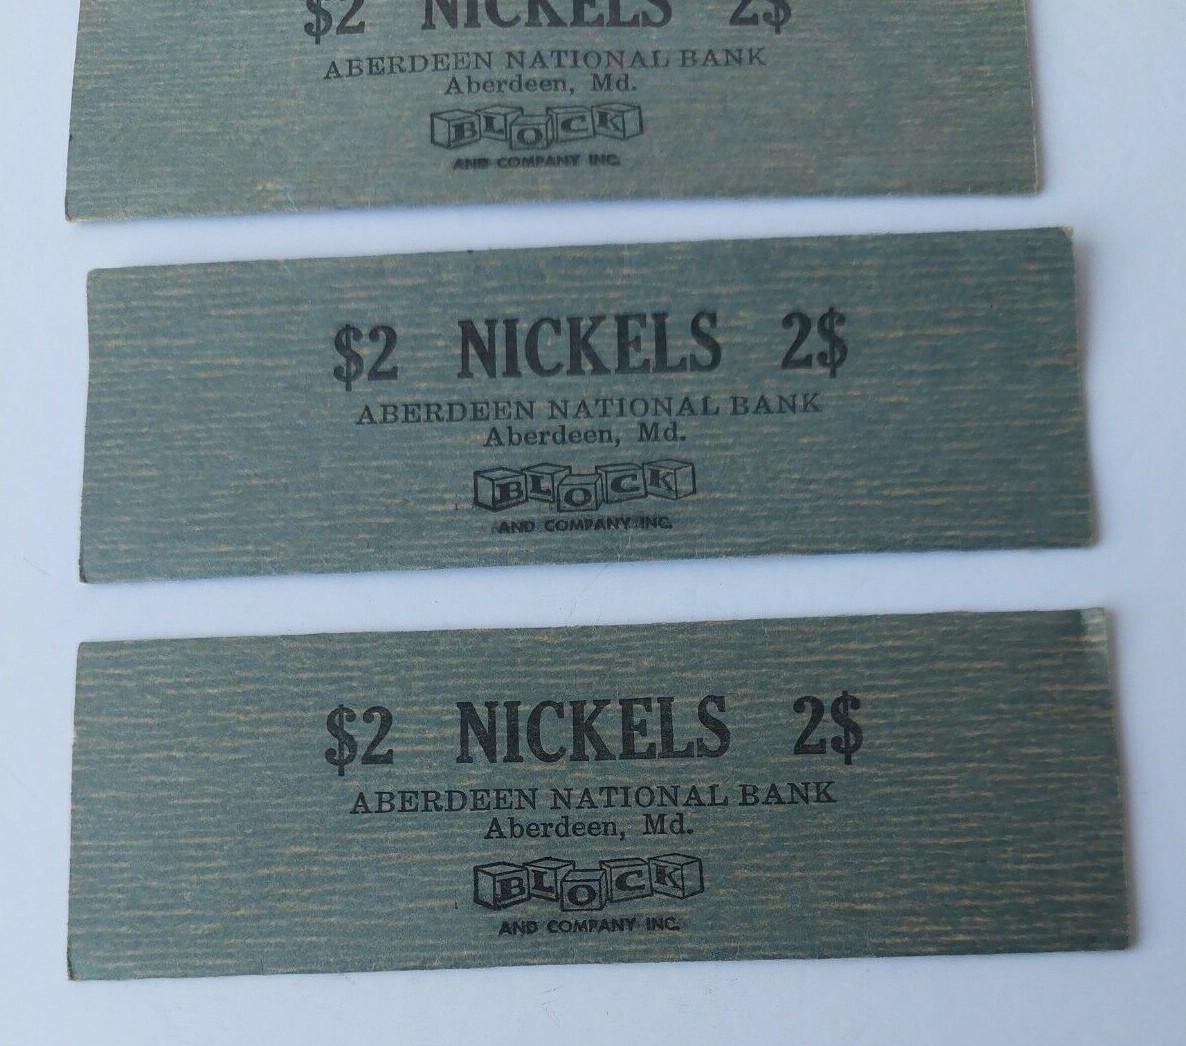 $2 NICKELS 2$
ABERDEEN NATIONAL BANK
Aberdeen, Md.
BLOCK
AND COMPANY INC.
$2 NICKELS 2$
ABERDEEN NATIONAL BANK
Aberdeen, Md.
BLOCK
AND COMPANY INC.
$2 NICKELS 2$
ABERDEEN NATIONAL BANK
Aberdeen, Md.
BLOCK
AND COMPANY INC.